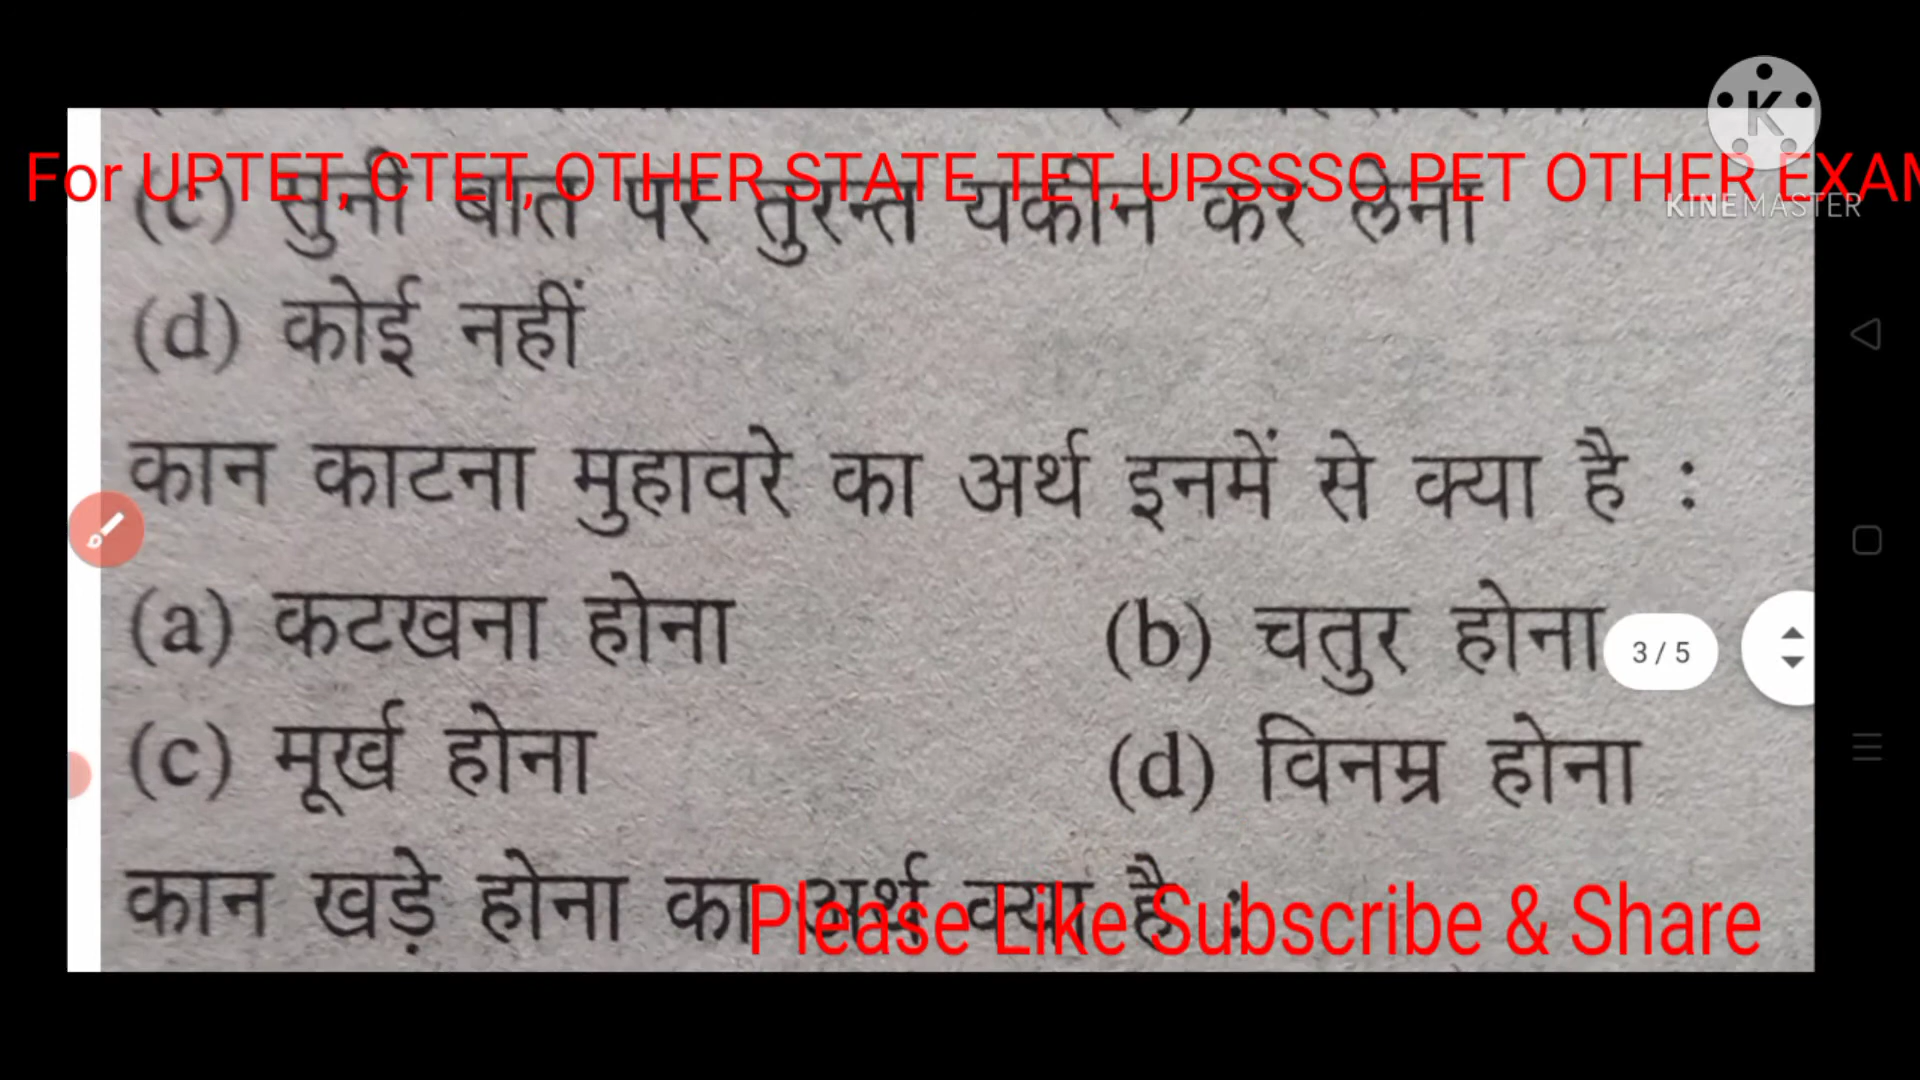 For UPTET,CTET, OTHER STATE TET, UPSSSC PET OTHER EXAM
K
KINEMASTER
(c) सुनी बात पर तुरन्त यकीन कर लेना
(d) कोई नहीं
कान काटना मुहावरे का अर्थ इनमें से क्या है :
(a) कटखना होना (b) चतुर होना
3 / 5
(c) मूर्ख होना (d) विनम्र होना
कान खड़े होना का अर्थ क्या है :
Please Like Subscribe & Share